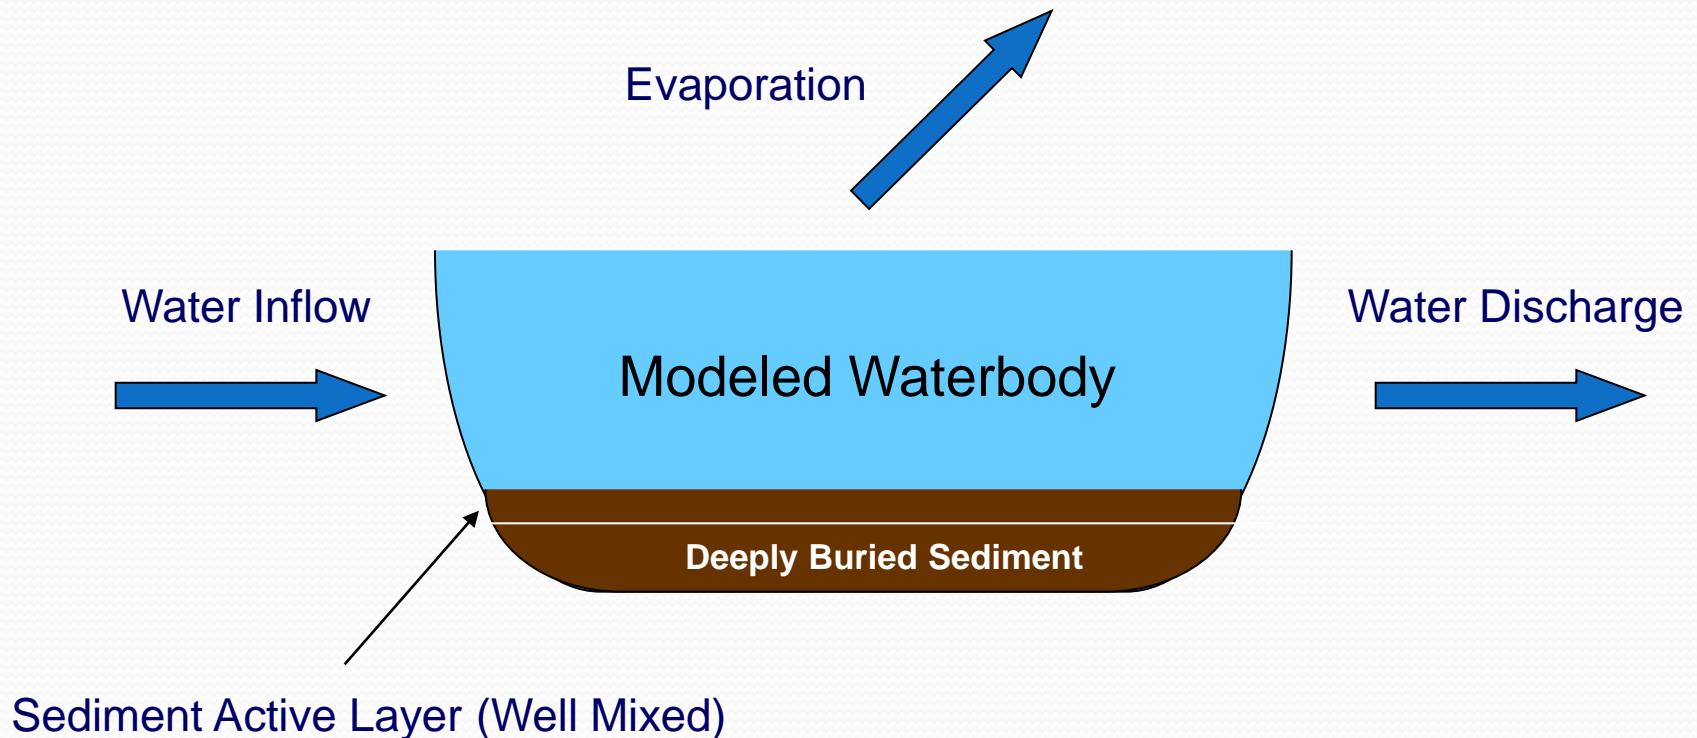 Evaporation
Water Inflow
Water Discharge
Modeled Waterbody
Deeply Buried Sediment
Sediment Active Layer (Well Mixed)